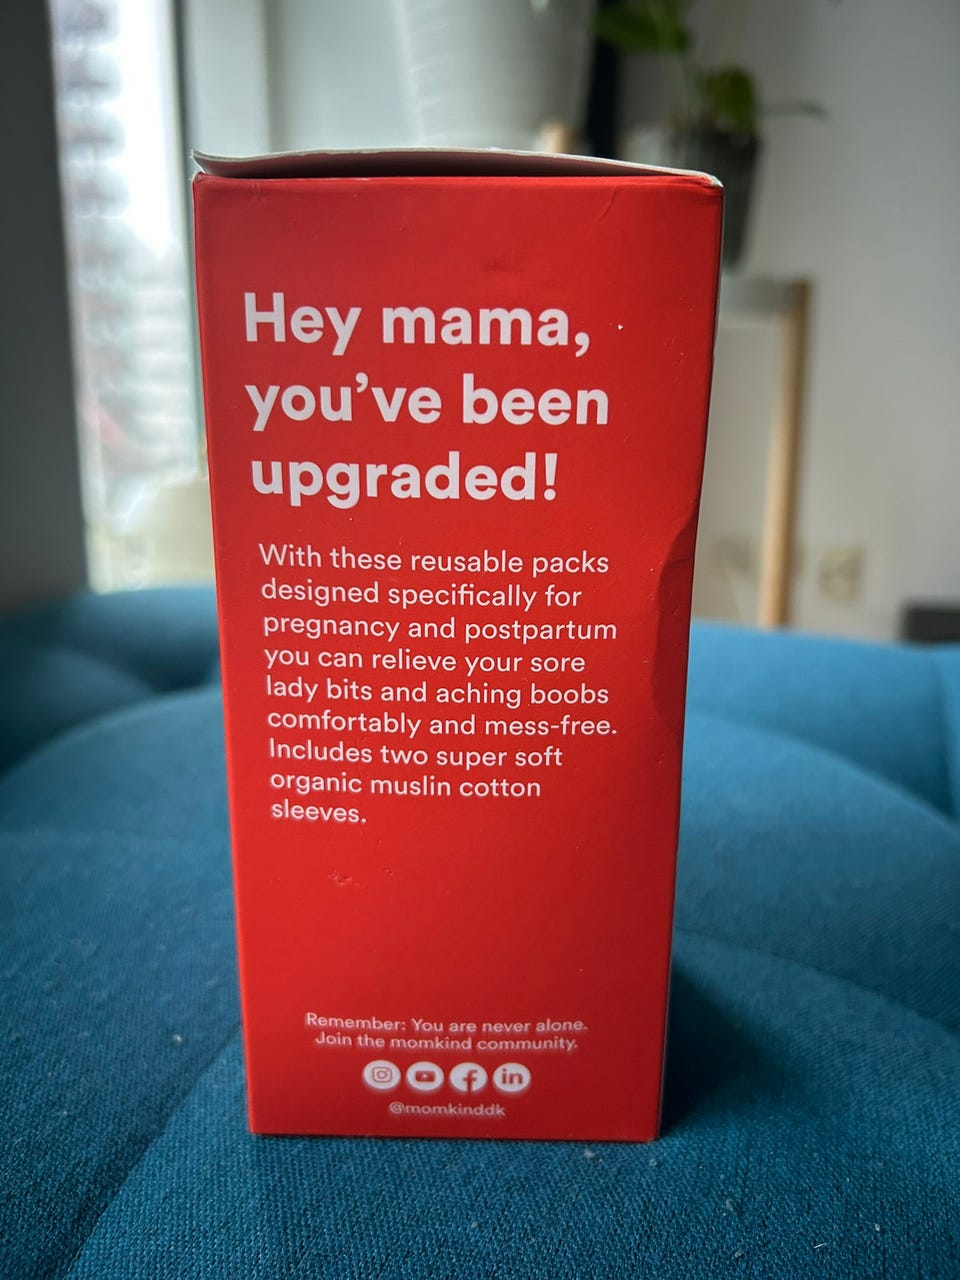 Hey mama,
you've been
upgraded!
With these reusable packs
designed specifically for
pregnancy and postpartum
you can relieve your sore
lady bits and aching boobs
comfortably and mess-free.
Includes two super soft
organic muslin cotton
sleeves.
Remember: You are never alone.
Join the momkind community.
@momkinddk